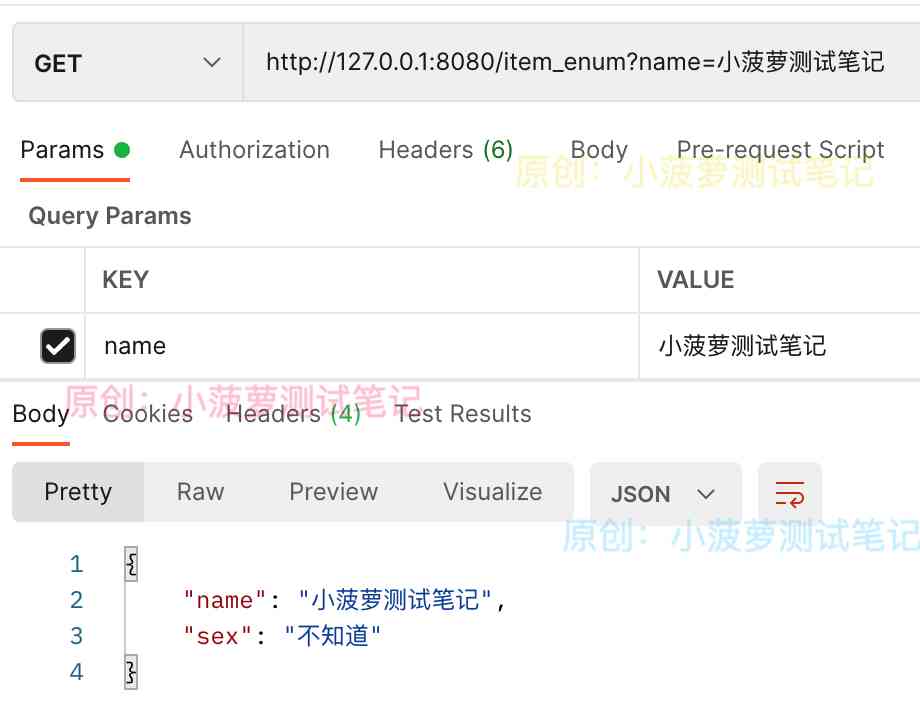 GET http://127.0.0.1:8080/item_enum?name=小菠萝测试笔记
Params Authorization Headers (6) Body Pre-request Script
原创：小菠萝测试笔记
Query Params
KEY VALUE
name 小菠萝测试笔记
原创：小菠萝测试笔记
Body Cookies Headers (4) Test Results
Pretty Raw Preview Visualize JSON
原创：小菠萝测试笔记
1 {
2 "name": "小菠萝测试笔记",
3 "sex": "不知道"
4 }